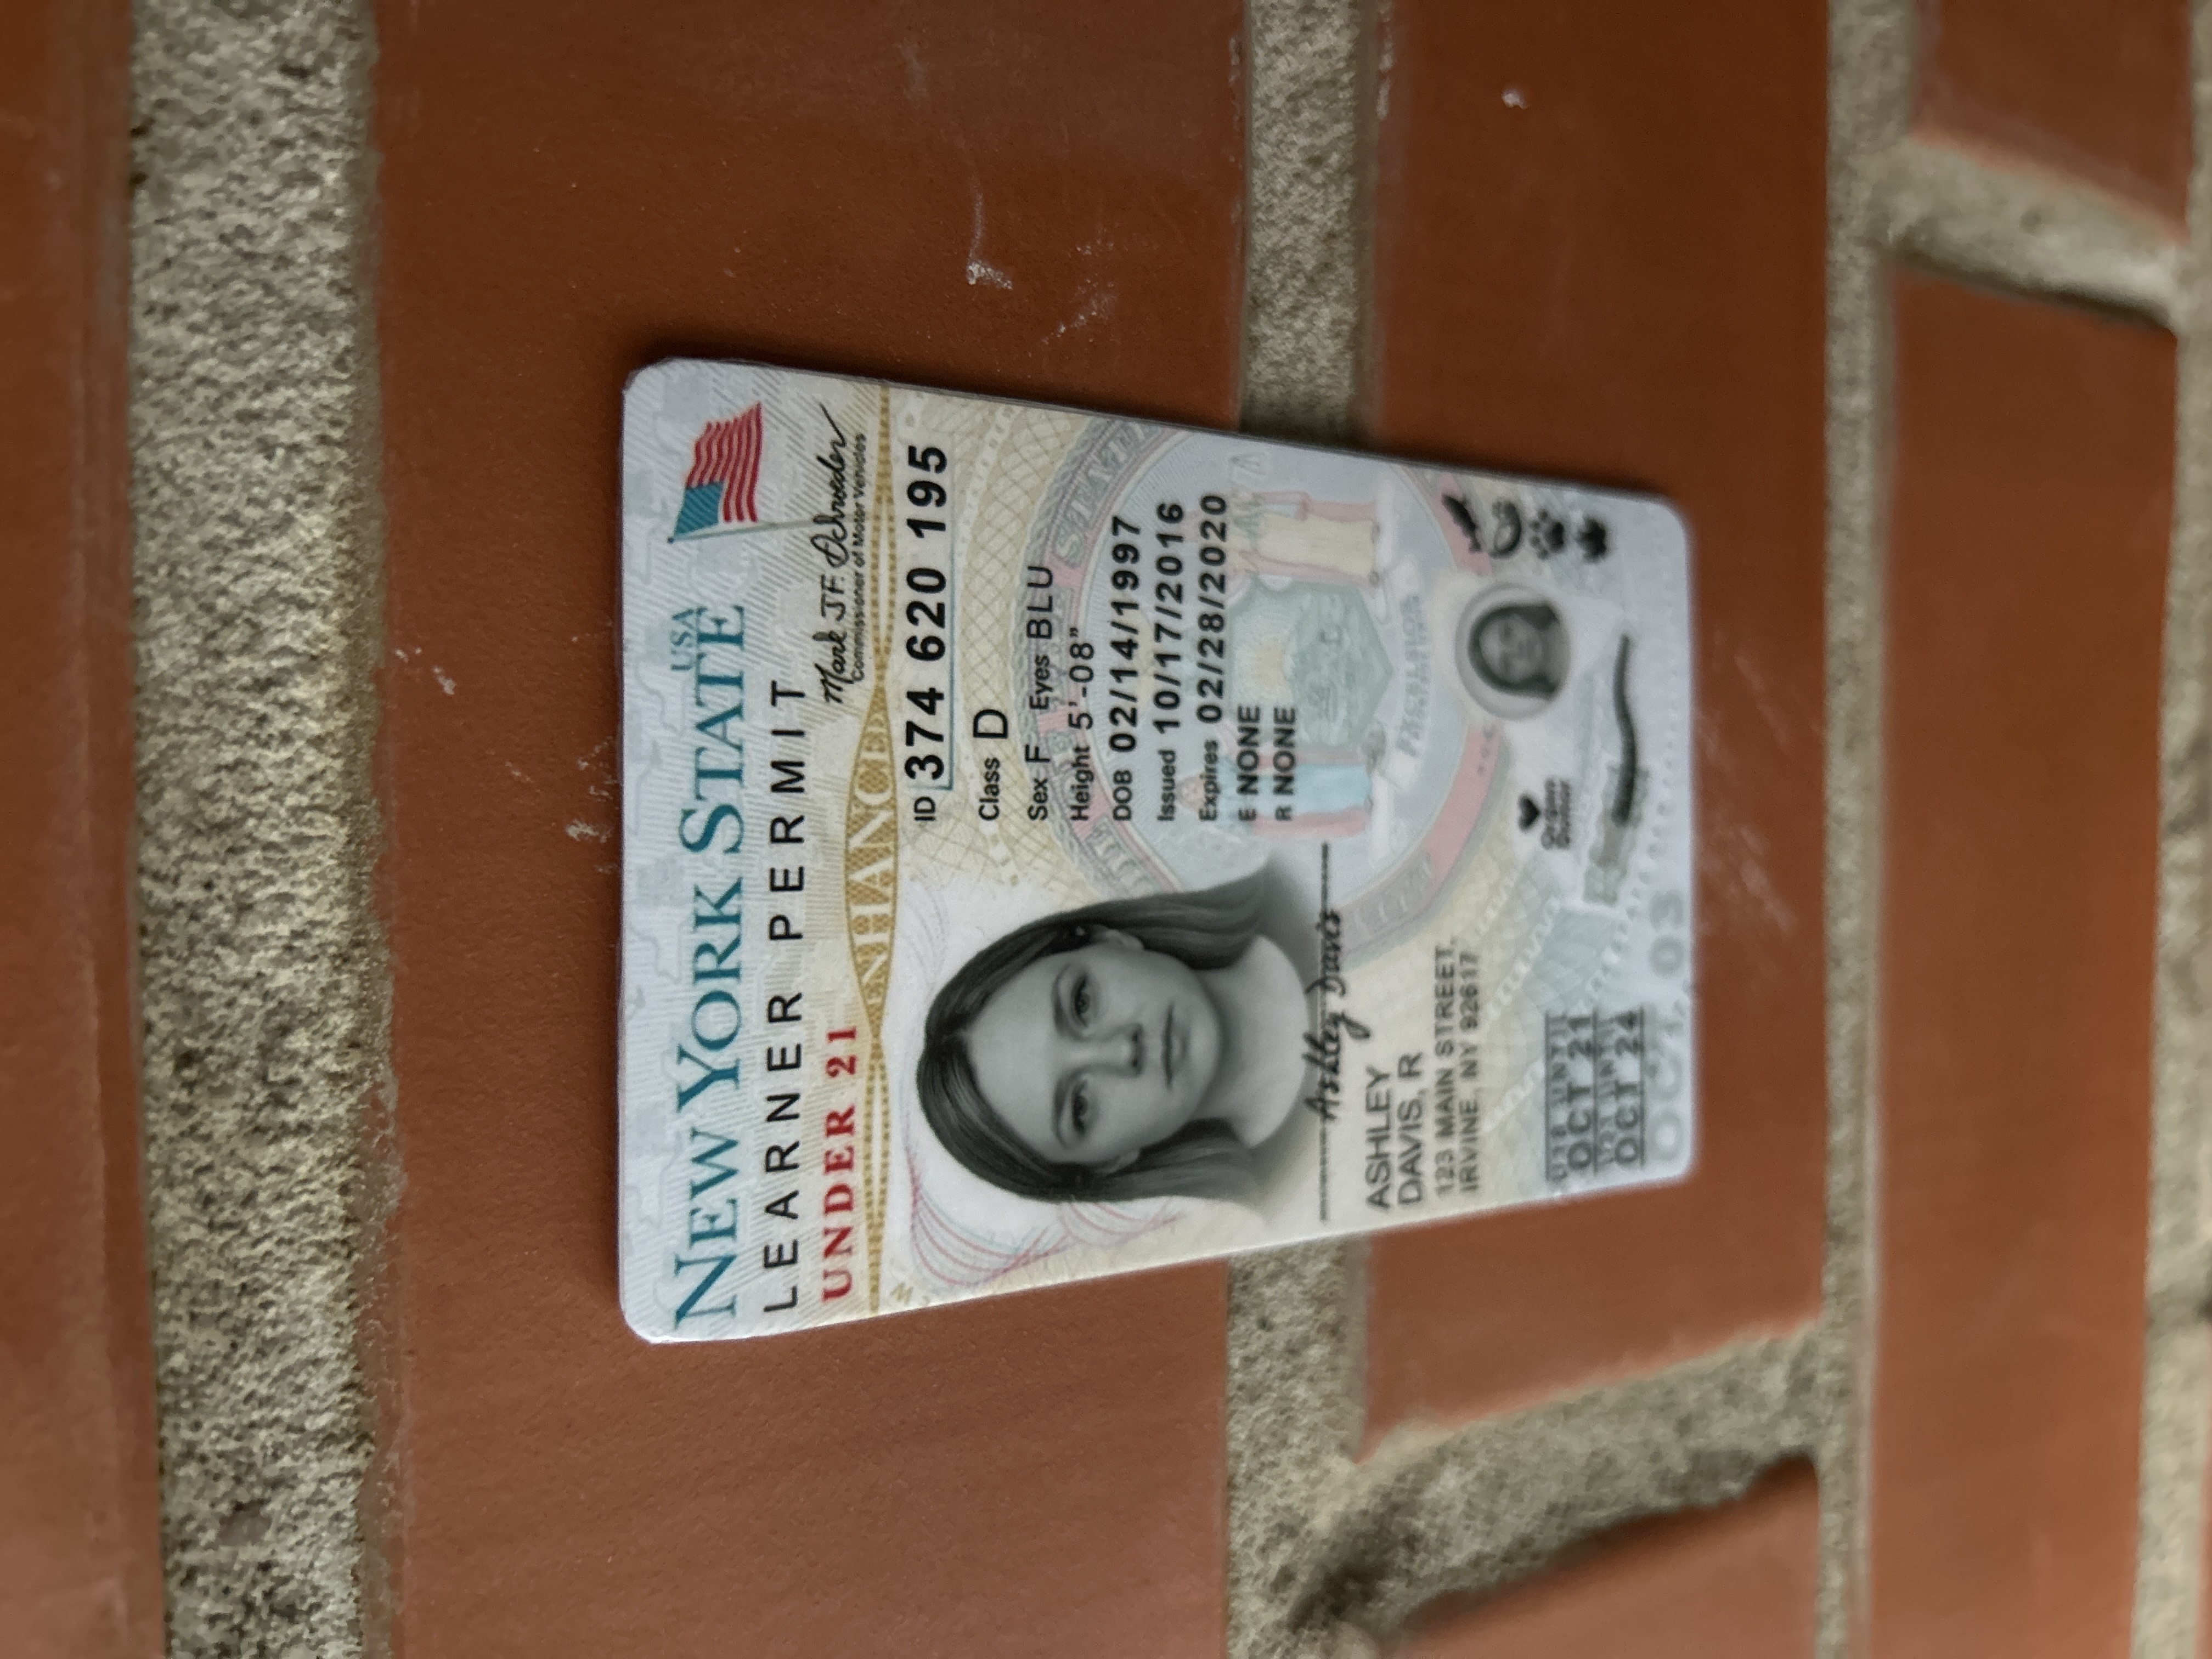 NEW YORK STATE USA
LEARNER PERMIT
UNDER 21
Mark J.F. Schroeder
Commissioner of Motor Vehicles
ENHANCED
ID 374 620 195
Class D
Sex F Eyes BLU
Height 5'-08”
DOB 02/14/1997
Issued 10/17/2016
Expires 02/28/2020
E NONE
R NONE
Ashley Davis
ASHLEY
DAVIS, R
123 MAIN STREET,
IRVINE, NY 92617
EXCELSIOR
Organ
Donor
UNTIL
OCT 21
UNTIL
OCT 24
OCT, 03